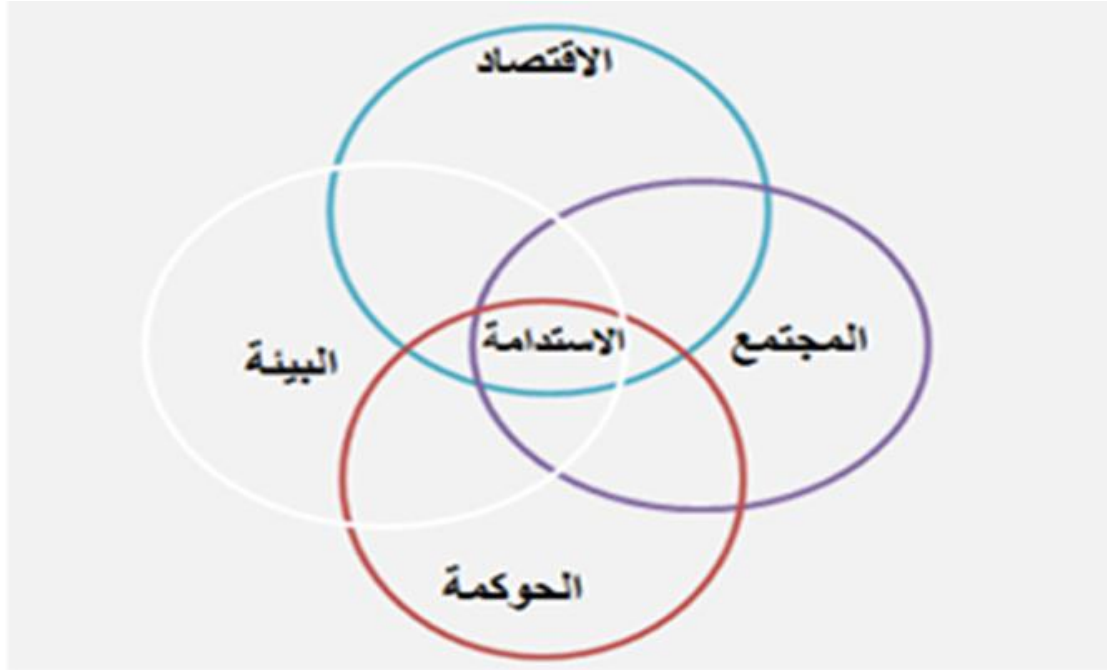 الاقتصاد
المجتمع
الاستدامة
البيئة
الحوكمة